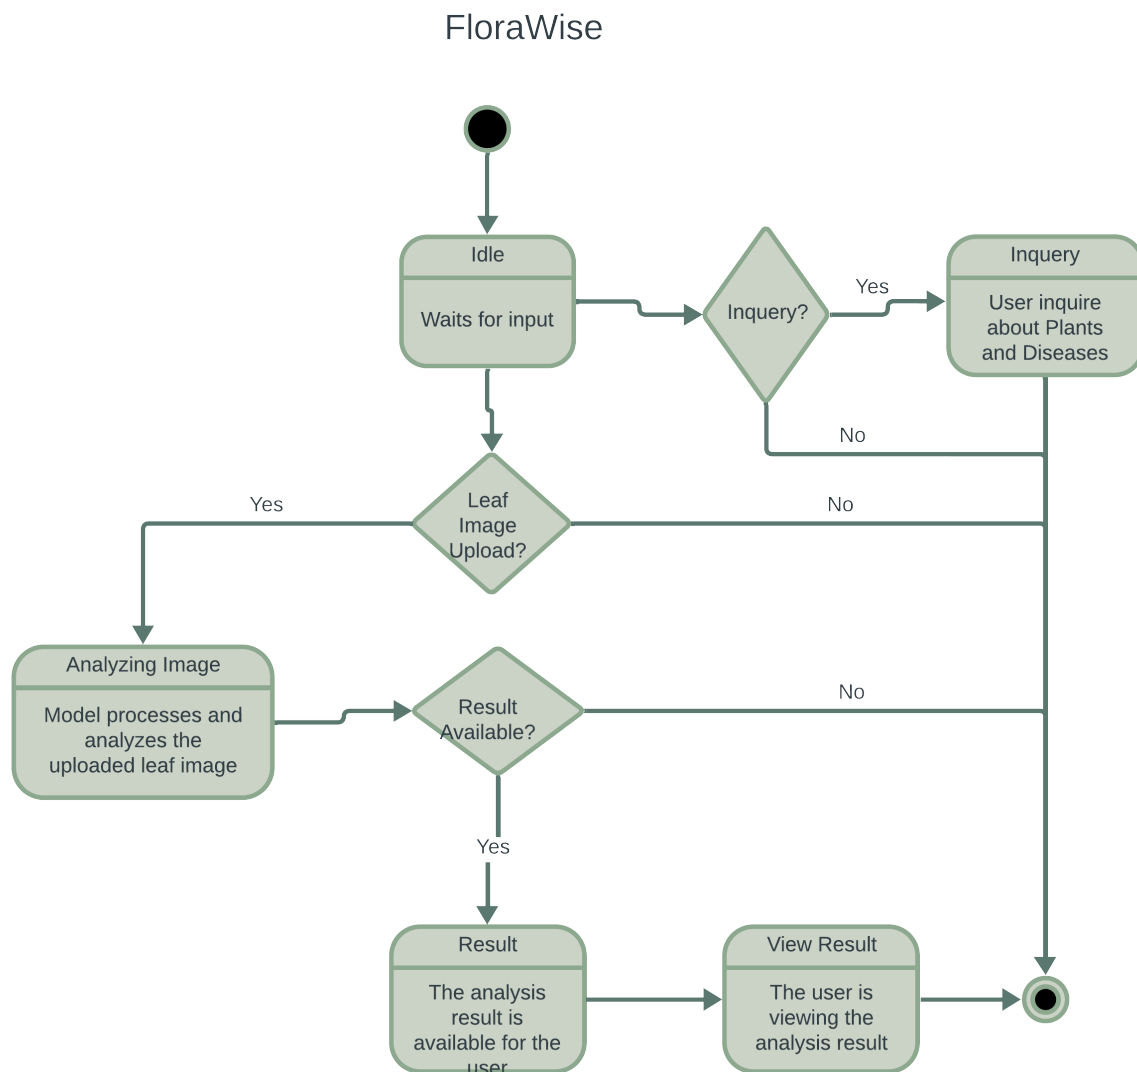 FloraWise
Idle
Waits for input
Inquery?
Yes
Inquery
User inquire
about Plants
and Diseases
No
Leaf
Image
Upload?
Yes
No
Analyzing Image
Model processes and
analyzes the
uploaded leaf image
Result
Available?
No
Yes
Result
The analysis
result is
available for the
user
View Result
The user is
viewing the
analysis result